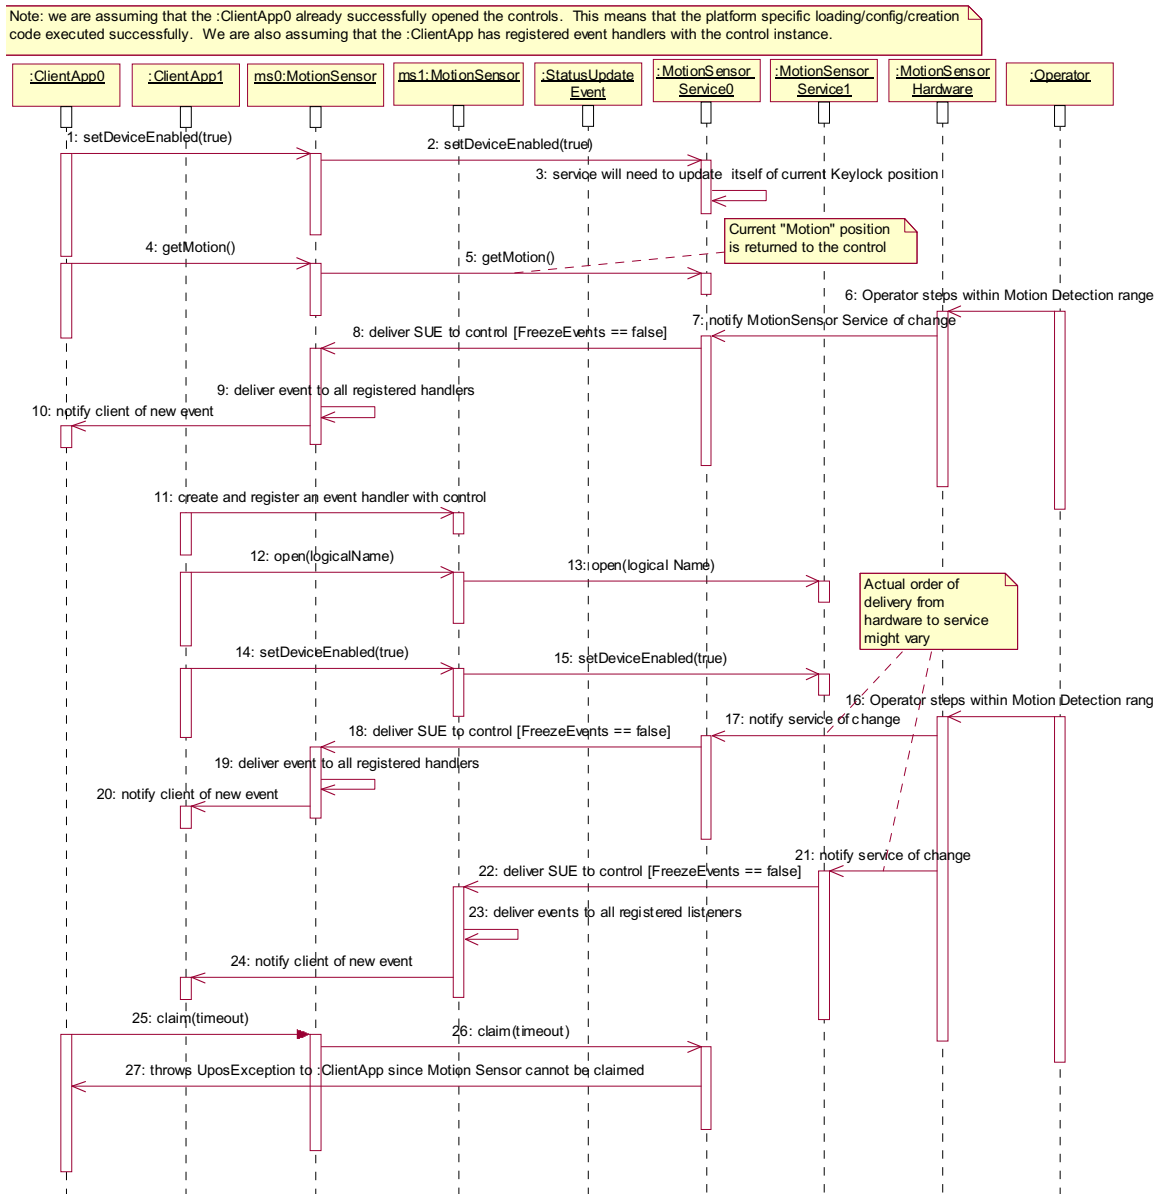 Note: we are assuming that the :ClientApp0 already successfully opened the controls. This means that the platform specific loading/config/creation
code executed successfully. We are also assuming that the :ClientApp has registered event handlers with the control instance.
:ClientApp0
:ClientApp1
ms0:MotionSensor
ms1:MotionSensor
:StatusUpdate
Event
:MotionSensor
Service0
:MotionSensor
Service1
:MotionSensor
Hardware
:Operator
1: setDeviceEnabled(true)
2: setDeviceEnabled(true)
3: service will need to update itself of current Keylock position
Current "Motion" position
is returned to the control
4: getMotion()
5: getMotion()
6: Operator steps within Motion Detection range
7: notify MotionSensor Service of change
8: deliver SUE to control [FreezeEvents == false]
9: deliver event to all registered handlers
10: notify client of new event
11: create and register an event handler with control
12: open(logicalName)
13: open(logical Name)
Actual order of
delivery from
hardware to service
might vary
14: setDeviceEnabled(true)
15: setDeviceEnabled(true)
16: Operator steps within Motion Detection rang
17: notify service of change
18: deliver SUE to control [FreezeEvents == false]
19: deliver event to all registered handlers
20: notify client of new event
21: notify service of change
22: deliver SUE to control [FreezeEvents == false]
23: deliver events to all registered listeners
24: notify client of new event
25: claim(timeout)
26: claim(timeout)
27: throws UposException to :ClientApp since Motion Sensor cannot be claimed